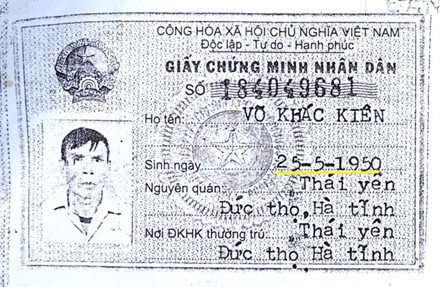 CỘNG HÒA XÃ HỘI CHỦ NGHĨA VIỆT NAM
Độc lập - Tự do - Hạnh phúc
GIẤY CHỨNG MINH NHÂN DÂN
SỐ 184049681
Họ tên: VÕ KHẮC KIÊN
Sinh ngày 25-5-1950
Nguyên quán Thái yên
Đức thọ, Hà tĩnh
Nơi ĐKHK thường trú Thái yên
Đức thọ Hà tĩnh